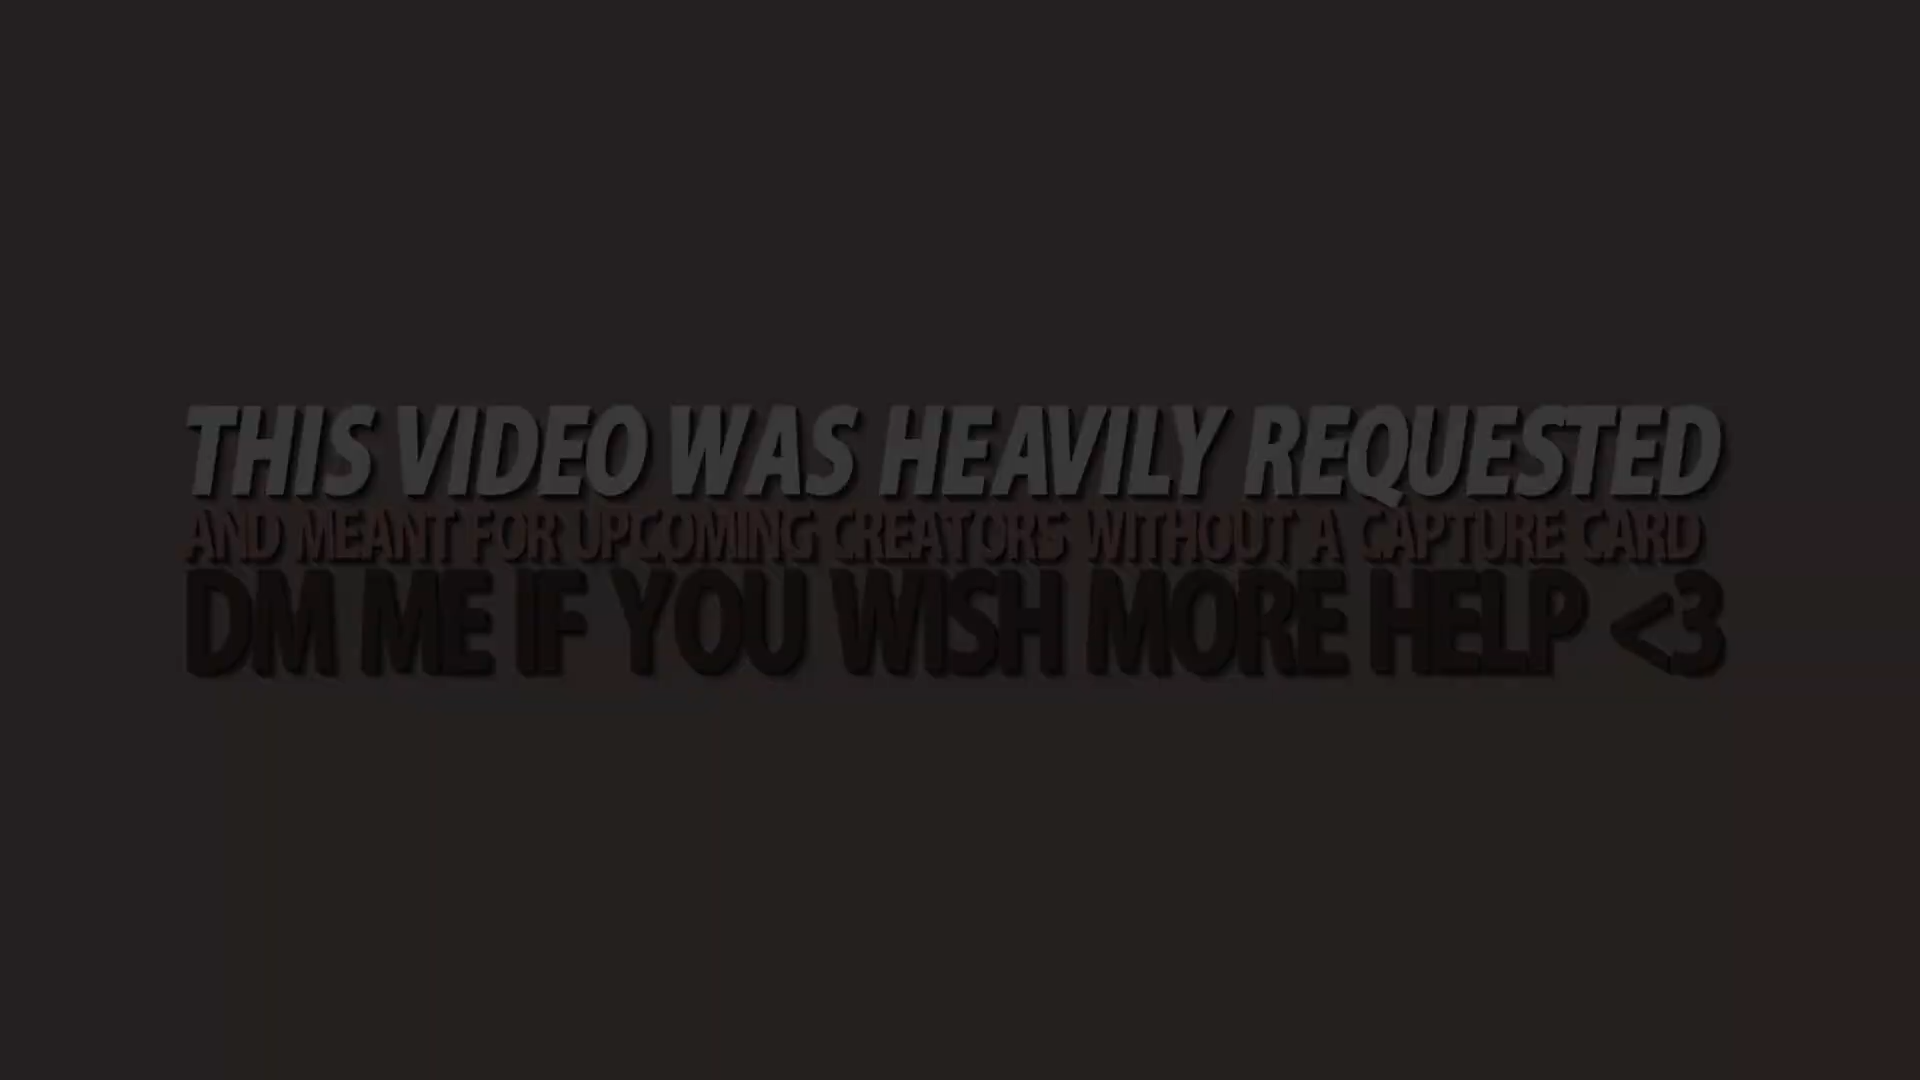 THIS VIDEO WAS HEAVILY REQUESTED
AND MEANT FOR UPCOMING CREATORS WITHOUT A CAPTURE CARD
DM ME IF YOU WISH MORE HELP <3